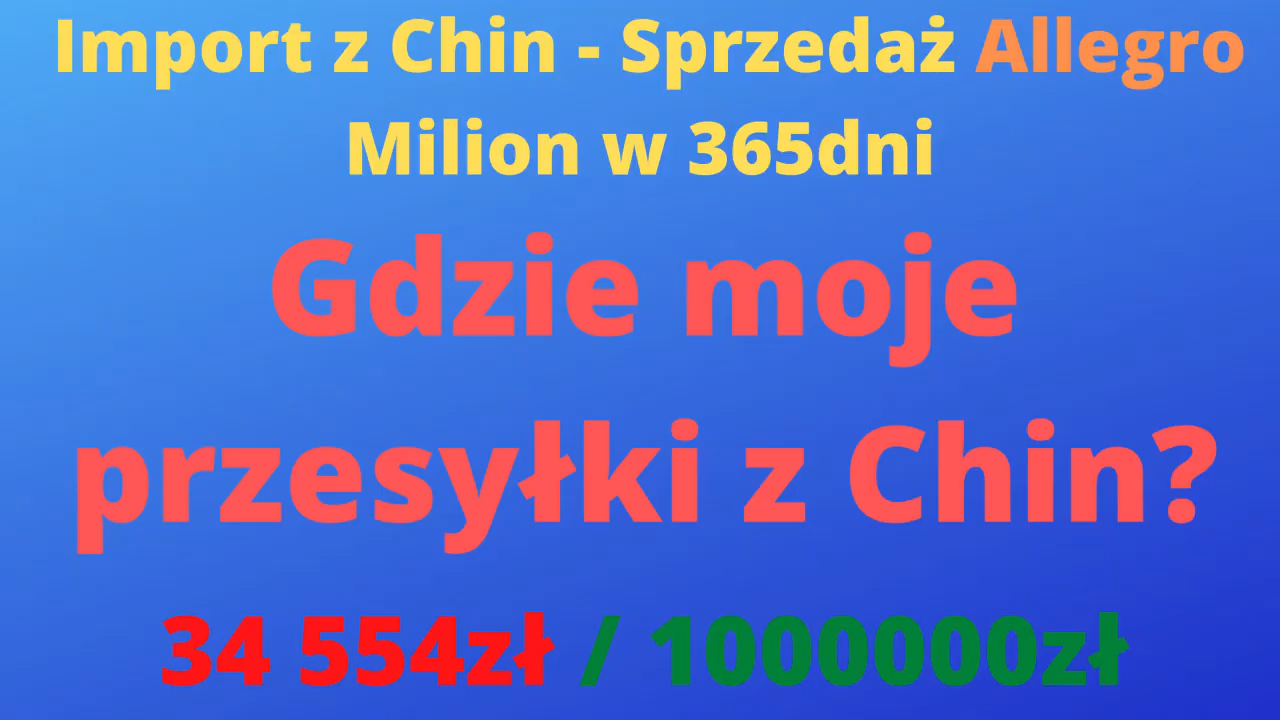 Import z Chin - Sprzedaż Allegro
Milion w 365dni
Gdzie moje
przesyłki z Chin?
34 554zł / 1000000zł